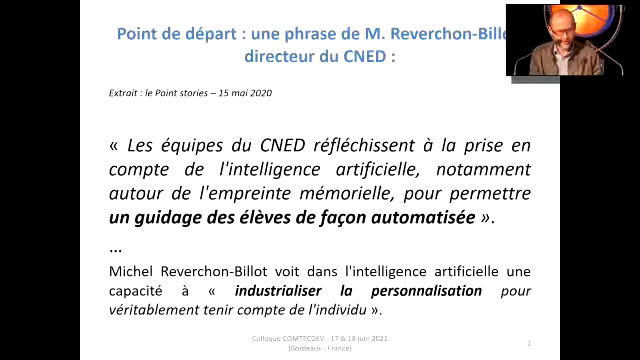 Point de départ : une phrase de M. Reverchon-Billot
directeur du CNED :
Extrait : le Point stories – 15 mai 2020
« Les équipes du CNED réfléchissent à la prise en
compte de l'intelligence artificielle, notamment
autour de l'empreinte mémorielle, pour permettre
un guidage des élèves de façon automatisée ».
...
Michel Reverchon-Billot voit dans l'intelligence artificielle une
capacité à « industrialiser la personnalisation pour
véritablement tenir compte de l'individu ».
Colloque COMTECDEV - 17 & 18 juin 2021
(Bordeaux - France)
2